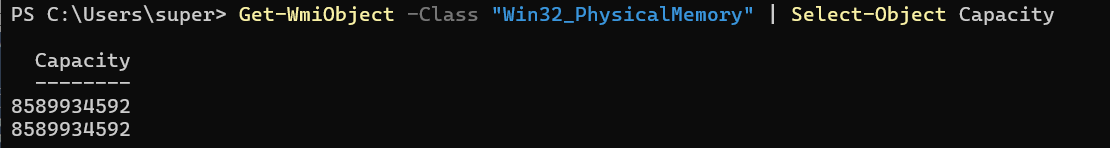 PS C:\Users\super> Get-WmiObject -Class "Win32_PhysicalMemory" | Select-Object Capacity
Capacity
--------
8589934592
8589934592